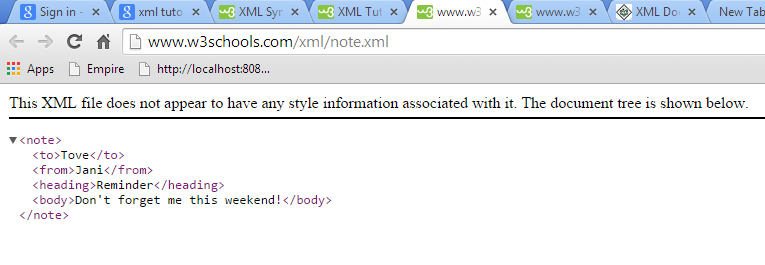 Sign in -
xml tuto
XML Syr
XML Tut
www.w3
www.w3
XML Do
New Tab
www.w3schools.com/xml/note.xml
Apps Empire http://localhost:808...
This XML file does not appear to have any style information associated with it. The document tree is shown below.
▼<note>
<to>Tove</to>
<from>Jani</from>
<heading>Reminder</heading>
<body>Don't forget me this weekend!</body>
</note>